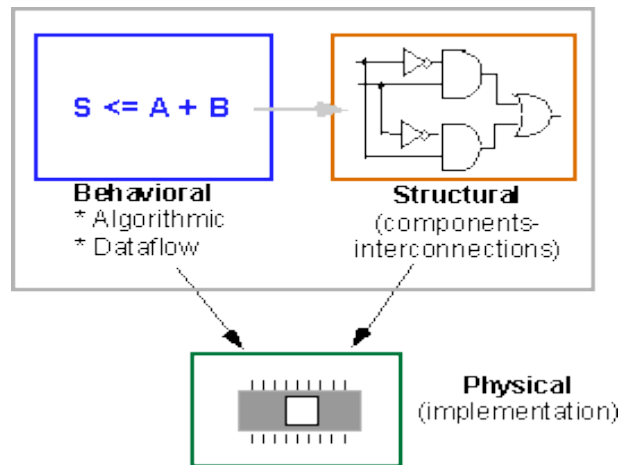 S <= A + B
Behavioral
* Algorithmic
* Dataflow
Structural
(components-
interconnections)
Physical
(implementation)